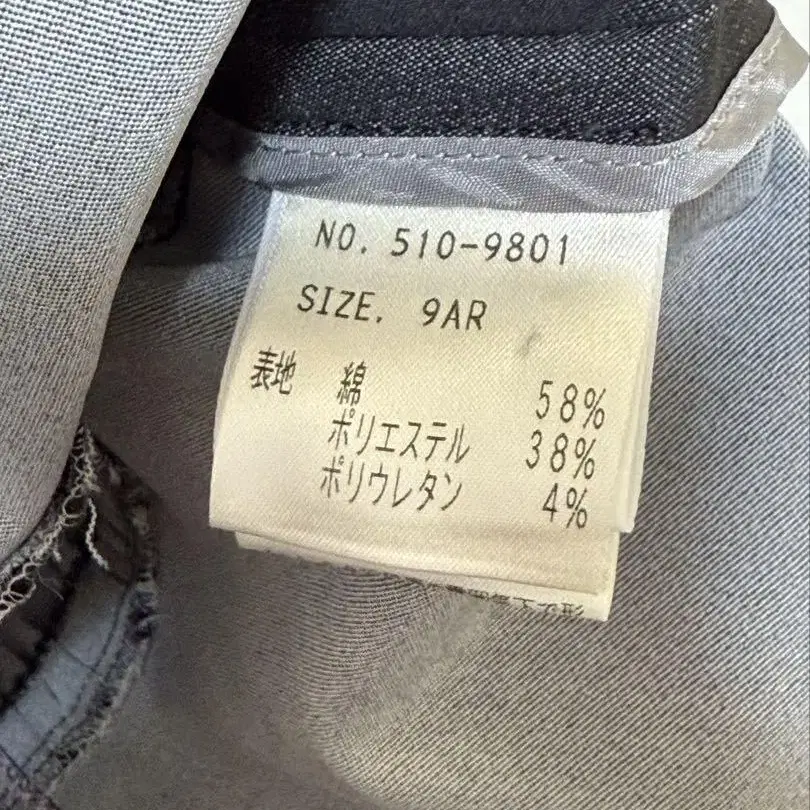 NO. 510-9801
SIZE. 9AR
表地 綿 58%
ポリエステル 38%
ポリウレタン 4%